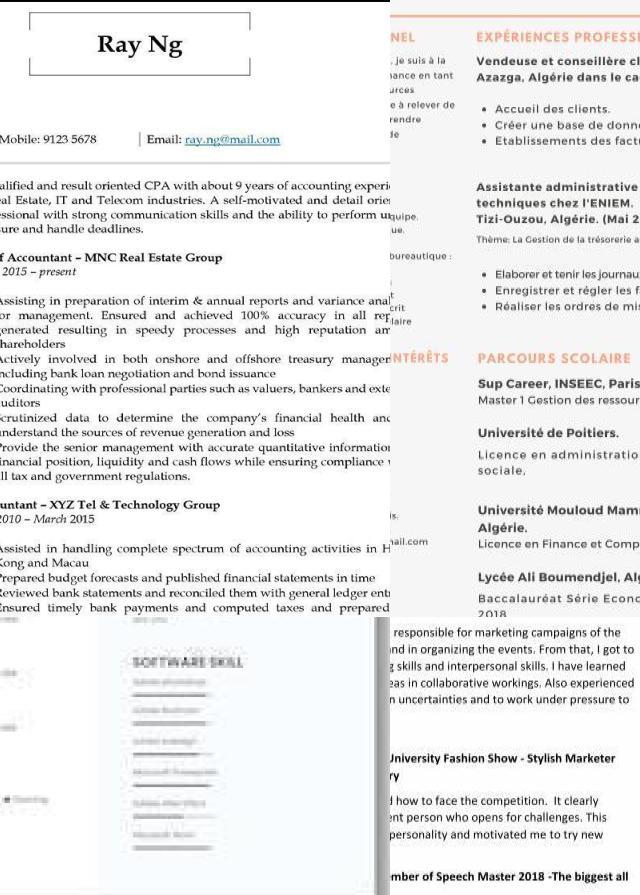 Ray Ng
Mobile: 9123 5678 | Email: ray.ng@mail.com
alified and result oriented CPA with about 9 years of accounting experi
eal Estate, IT and Telecom industries. A self-motivated and detail orie
essional with strong communication skills and the ability to perform u
sure and handle deadlines.
f Accountant – MNC Real Estate Group
2015 – present
Assisting in preparation of interim & annual reports and variance anal
or management. Ensured and achieved 100% accuracy in all rep
generated resulting in speedy processes and high reputation am
hareholders
Actively involved in both onshore and offshore treasury managem
including bank loan negotiation and bond issuance
Coordinating with professional parties such as valuers, bankers and exte
auditors
Scrutinized data to determine the company's financial health and
understand the sources of revenue generation and loss
Provide the senior management with accurate quantitative information
financial position, liquidity and cash flows while ensuring compliance
ll tax and government regulations.
untant – XYZ Tel & Technology Group
2010 – March 2015
Assisted in handling complete spectrum of accounting activities in H
Kong and Macau
Prepared budget forecasts and published financial statements in time
Reviewed bank statements and reconciled them with general ledger ent
Ensured timely bank payments and computed taxes and prepared
NEL
, je suis à la
nance en tant
urces
e à relever de
rendre
de
quipe.
ue.
bureautique :
t
crit
laire
NTÉRÊTS
is.
nail.com
EXPÉRIENCES PROFESSI
Vendeuse et conseillère cl
Azazga, Algérie dans le ca
• Accueil des clients.
• Créer une base de donn
• Etablissements des fact
Assistante administrative
techniques chez l'ENIEM.
Tizi-Ouzou, Algérie. (Mai 2
Thème: La Gestion de la trésorerie a
• Elaborer et tenir les journau
• Enregistrer et régler les f
• Réaliser les ordres de mis
PARCOURS SCOLAIRE
Sup Career, INSEEC, Paris
Master 1 Gestion des ressour
Université de Poitiers.
Licence en administratio
sociale,
Université Mouloud Mam
Algérie.
Licence en Finance et Comp
Lycée Ali Boumendjel, Alg
Baccalauréat Série Econo
2018
SOFTWARE SKILL
responsible for marketing campaigns of the
nd in organizing the events. From that, I got to
g skills and interpersonal skills. I have learned
eas in collaborative workings. Also experienced
n uncertainties and to work under pressure to
University Fashion Show - Stylish Marketer
ry
d how to face the competition. It clearly
ent person who opens for challenges. This
personality and motivated me to try new
mber of Speech Master 2018 -The biggest all